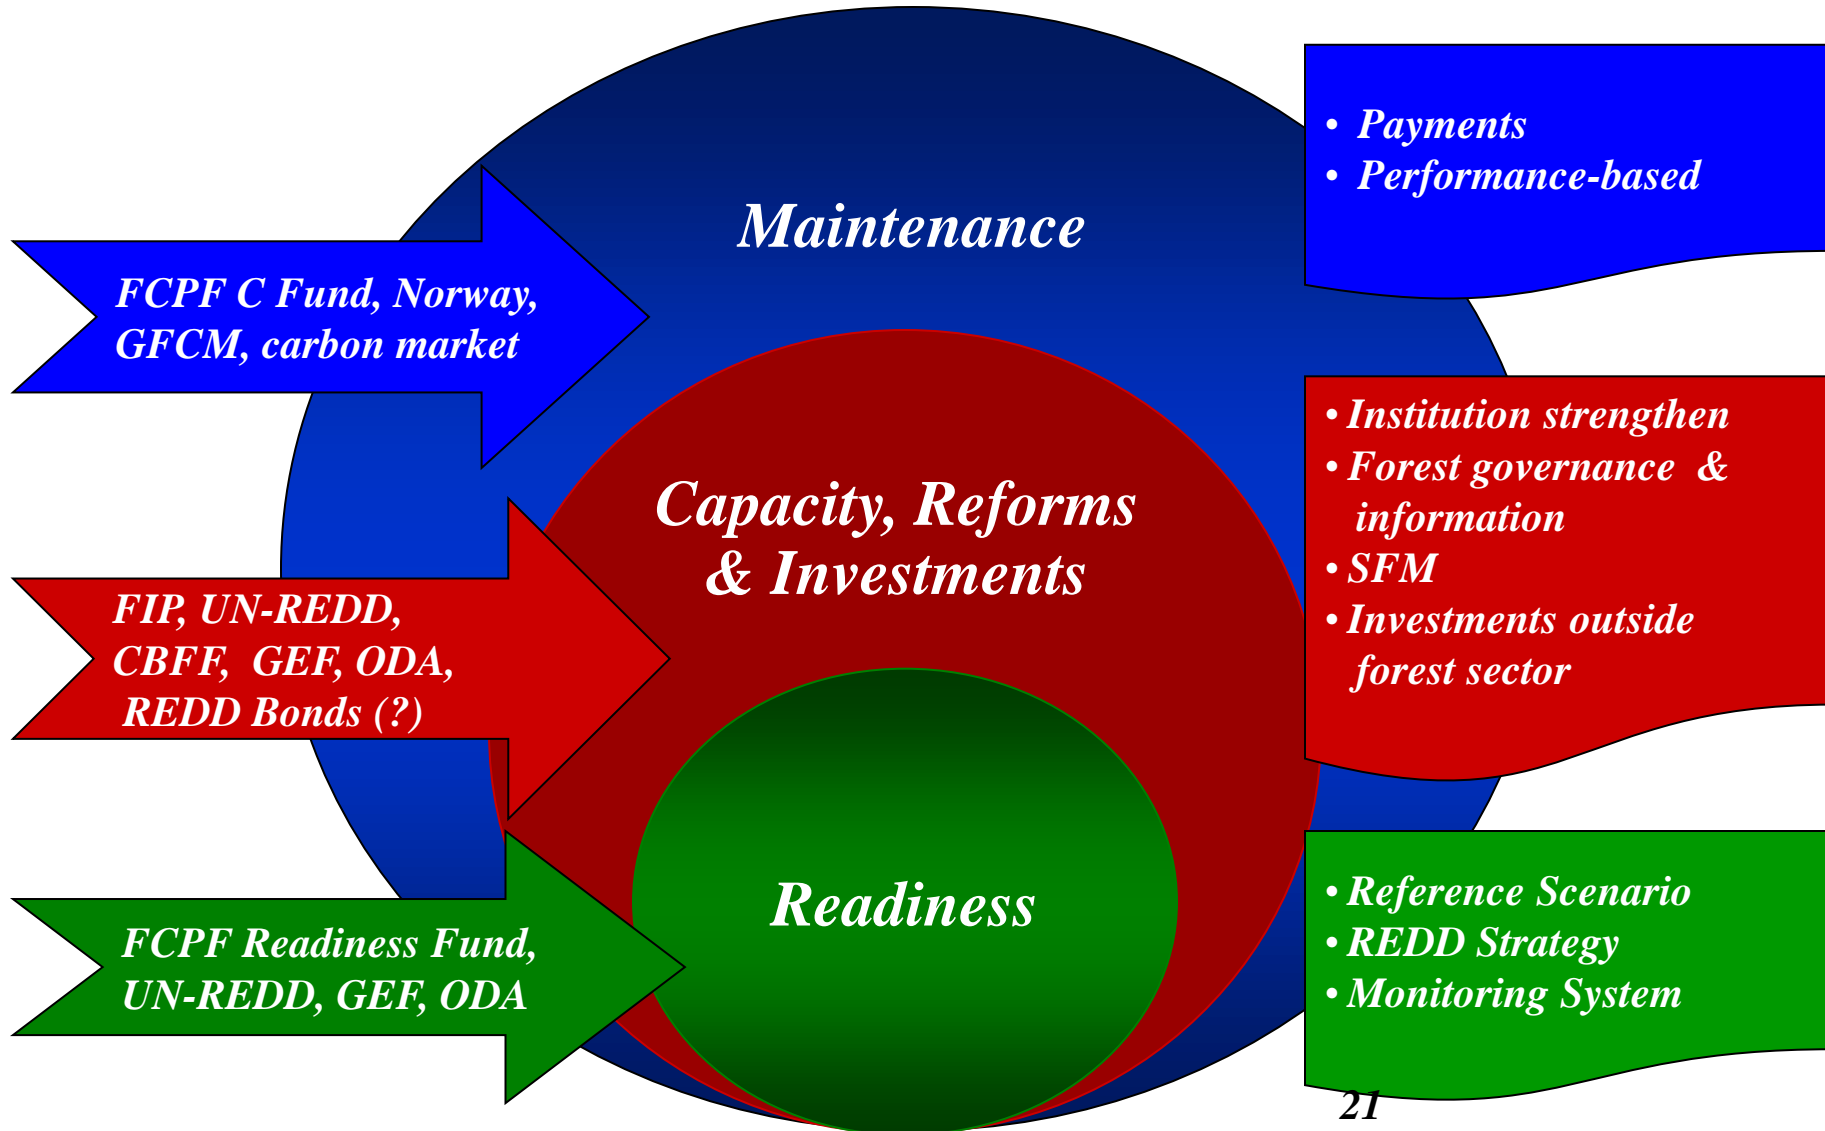 Maintenance
FCPF C Fund, Norway,
GFCM, carbon market
• Payments
• Performance-based
Capacity, Reforms
& Investments
FIP, UN-REDD,
CBFF, GEF, ODA,
REDD Bonds (?)
• Institution strengthen
• Forest governance &
information
• SFM
• Investments outside
forest sector
Readiness
FCPF Readiness Fund,
UN-REDD, GEF, ODA
• Reference Scenario
• REDD Strategy
• Monitoring System
21